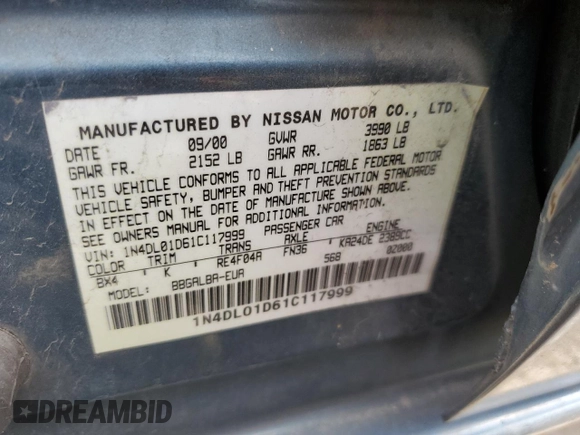 MANUFACTURED BY NISSAN MOTOR CO., LTD.
DATE 09/00 GVWR 3990 LB
GAWR FR. 2152 LB GAWR RR. 1863 LB
THIS VEHICLE CONFORMS TO ALL APPLICABLE FEDERAL MOTOR
VEHICLE SAFETY, BUMPER AND THEFT PREVENTION STANDARDS
IN EFFECT ON THE DATE OF MANUFACTURE SHOWN ABOVE.
SEE OWNERS MANUAL FOR ADDITIONAL INFORMATION.
VIN: 1N4DL01D61C117999 PASSENGER CAR
COLOR TRIM TRANS AXLE ENGINE
BX4 K RE4F04A FN36 KA24DE 2389CC
MODEL: BBGALBA-EUA 568 02000
1N4DL01D61C117999
DREAMBID